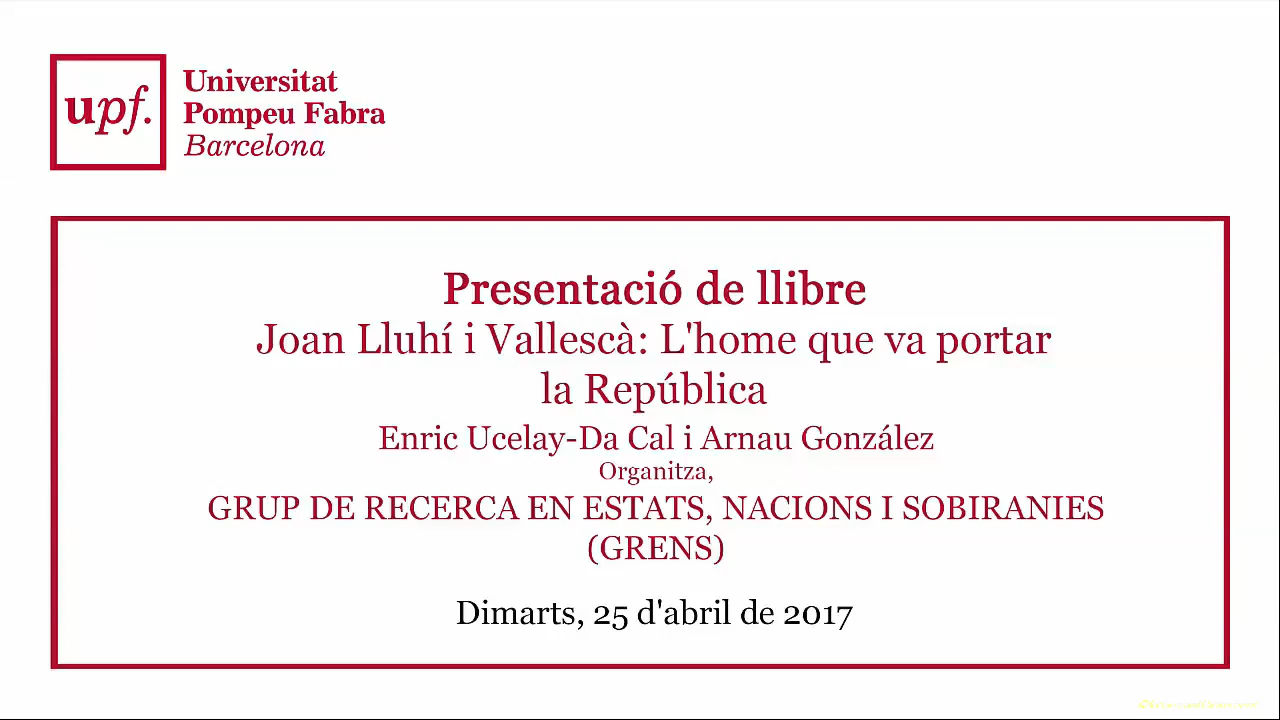 upf.
Universitat
Pompeu Fabra
Barcelona
Presentació de llibre
Joan Lluhí i Vallescà: L'home que va portar
la República
Enric Ucelay-Da Cal i Arnau González
Organitza,
GRUP DE RECERCA EN ESTATS, NACIONS I SOBIRANIES
(GRENS)
Dimarts, 25 d'abril de 2017